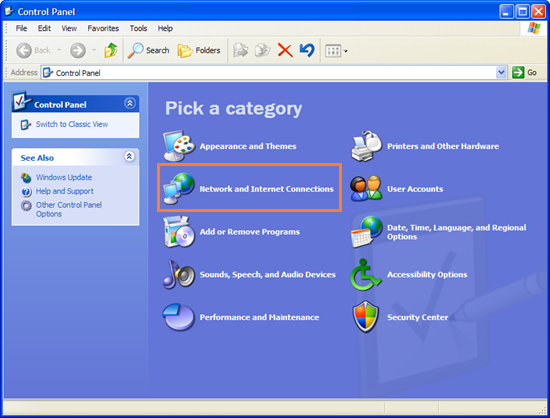 Control Panel
File Edit View Favorites Tools Help
Back Search Folders
Address Control Panel Go
Control Panel
Switch to Classic View
See Also
Windows Update
Help and Support
Other Control Panel
Options
Pick a category
Appearance and Themes
Printers and Other Hardware
Network and Internet Connections
User Accounts
Add or Remove Programs
Date, Time, Language, and Regional
Options
Sounds, Speech, and Audio Devices
Accessibility Options
Performance and Maintenance
Security Center